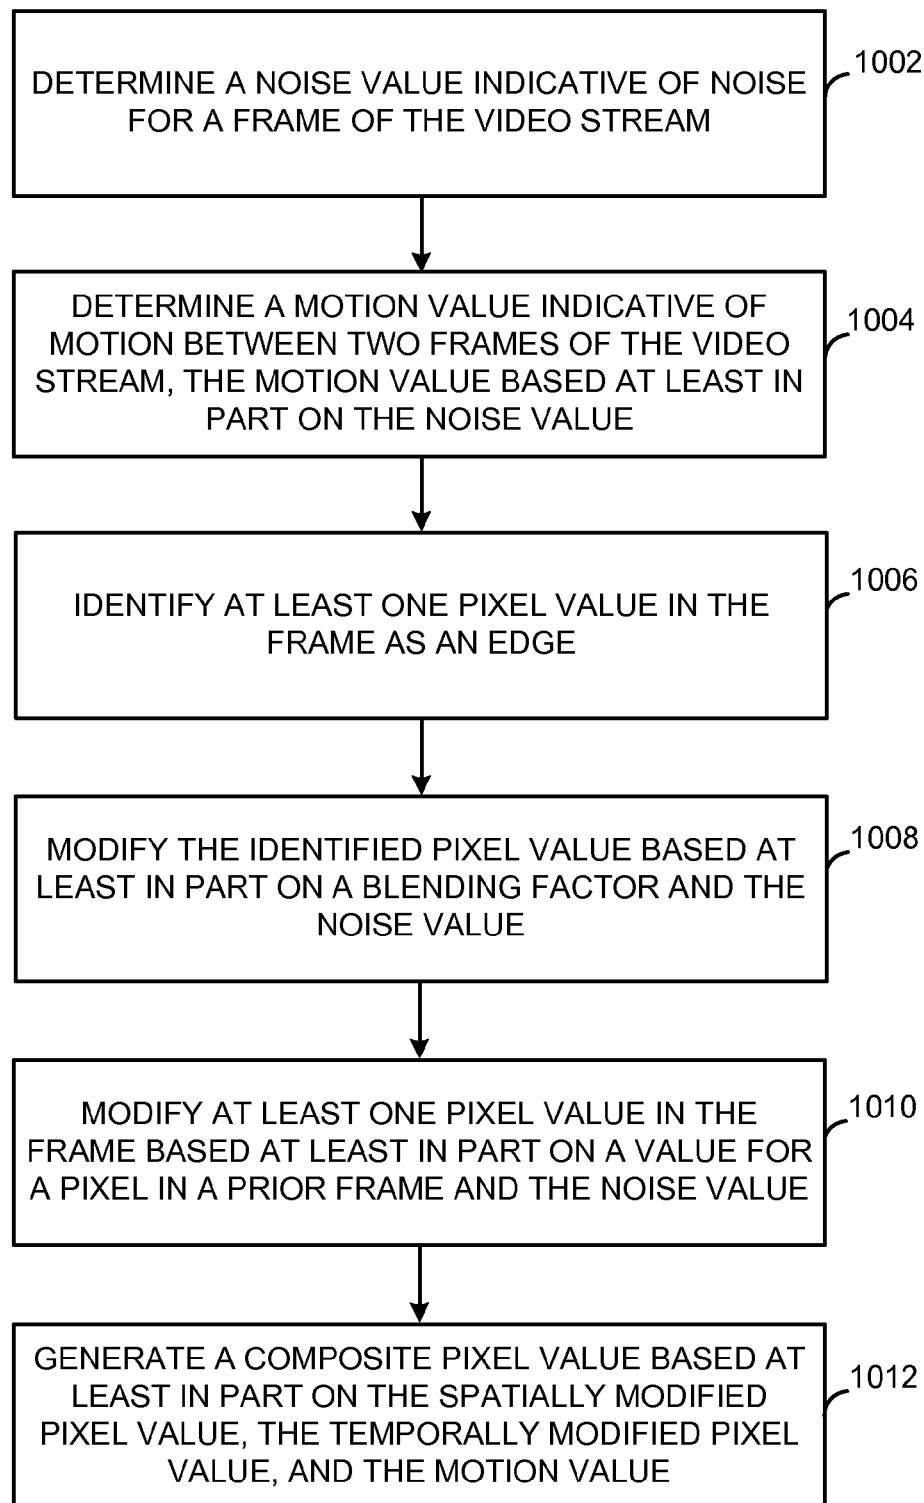 DETERMINE A NOISE VALUE INDICATIVE OF NOISE
FOR A FRAME OF THE VIDEO STREAM
1002
DETERMINE A MOTION VALUE INDICATIVE OF
MOTION BETWEEN TWO FRAMES OF THE VIDEO
STREAM, THE MOTION VALUE BASED AT LEAST IN
PART ON THE NOISE VALUE
1004
IDENTIFY AT LEAST ONE PIXEL VALUE IN THE
FRAME AS AN EDGE
1006
MODIFY THE IDENTIFIED PIXEL VALUE BASED AT
LEAST IN PART ON A BLENDING FACTOR AND THE
NOISE VALUE
1008
MODIFY AT LEAST ONE PIXEL VALUE IN THE
FRAME BASED AT LEAST IN PART ON A VALUE FOR
A PIXEL IN A PRIOR FRAME AND THE NOISE VALUE
1010
GENERATE A COMPOSITE PIXEL VALUE BASED AT
LEAST IN PART ON THE SPATIALLY MODIFIED
PIXEL VALUE, THE TEMPORALLY MODIFIED PIXEL
VALUE, AND THE MOTION VALUE
1012